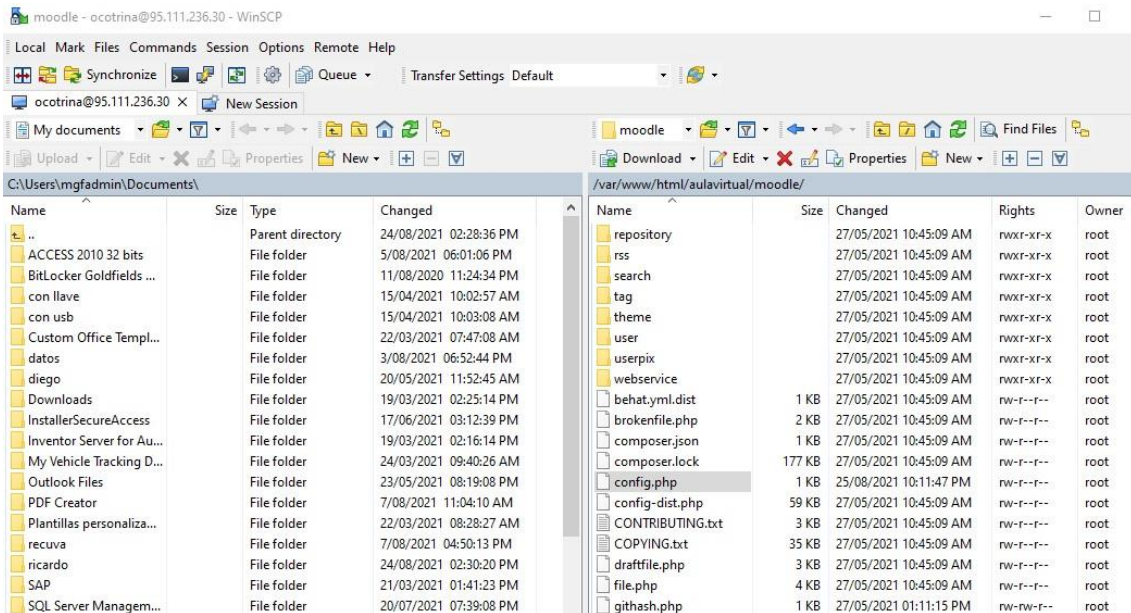 moodle - ocotrina@95.111.236.30 - WinSCP
Local Mark Files Commands Session Options Remote Help
Synchronize Queue Transfer Settings Default
ocotrina@95.111.236.30 New Session
My documents
Upload Edit Properties New
C:\Users\mgfadmin\Documents\
Name Size Type Changed
.. Parent directory 24/08/2021 02:28:36 PM
ACCESS 2010 32 bits File folder 5/08/2021 06:01:06 PM
BitLocker Goldfields ... File folder 11/08/2020 11:24:34 PM
con llave File folder 15/04/2021 10:02:57 AM
con usb File folder 15/04/2021 10:03:08 AM
Custom Office Templ... File folder 22/03/2021 07:47:08 AM
datos File folder 3/08/2021 06:52:44 PM
diego File folder 20/05/2021 11:52:45 AM
Downloads File folder 19/03/2021 02:25:14 PM
InstallerSecureAccess File folder 17/06/2021 03:12:39 PM
Inventor Server for Au... File folder 19/03/2021 02:16:14 PM
My Vehicle Tracking D... File folder 24/03/2021 09:40:26 AM
Outlook Files File folder 23/05/2021 08:19:08 PM
PDF Creator File folder 7/08/2021 11:04:10 AM
Plantillas personaliza... File folder 22/03/2021 08:28:27 AM
recuva File folder 7/08/2021 04:50:13 PM
ricardo File folder 24/08/2021 02:30:20 PM
SAP File folder 21/03/2021 01:41:23 PM
SQL Server Managem... File folder 20/07/2021 07:39:08 PM
moodle Find Files
Download Edit Properties New
/var/www/html/aulavirtual/moodle/
Name Size Changed Rights Owner
repository 27/05/2021 10:45:09 AM rwxr-xr-x root
rss 27/05/2021 10:45:09 AM rwxr-xr-x root
search 27/05/2021 10:45:09 AM rwxr-xr-x root
tag 27/05/2021 10:45:09 AM rwxr-xr-x root
theme 27/05/2021 10:45:09 AM rwxr-xr-x root
user 27/05/2021 10:45:09 AM rwxr-xr-x root
userpix 27/05/2021 10:45:09 AM rwxr-xr-x root
webservice 27/05/2021 10:45:09 AM rwxr-xr-x root
behat.yml.dist 1 KB 27/05/2021 10:45:09 AM rw-r--r-- root
brokenfile.php 2 KB 27/05/2021 10:45:09 AM rw-r--r-- root
composer.json 1 KB 27/05/2021 10:45:09 AM rw-r--r-- root
composer.lock 177 KB 27/05/2021 10:45:09 AM rw-r--r-- root
config.php 1 KB 25/08/2021 10:11:47 PM rw-r--r-- root
config-dist.php 59 KB 27/05/2021 10:45:09 AM rw-r--r-- root
CONTRIBUTING.txt 3 KB 27/05/2021 10:45:09 AM rw-r--r-- root
COPYING.txt 35 KB 27/05/2021 10:45:09 AM rw-r--r-- root
draftfile.php 3 KB 27/05/2021 10:45:09 AM rw-r--r-- root
file.php 4 KB 27/05/2021 10:45:09 AM rw-r--r-- root
githash.php 1 KB 27/05/2021 01:11:15 PM rw-rw-r-- root